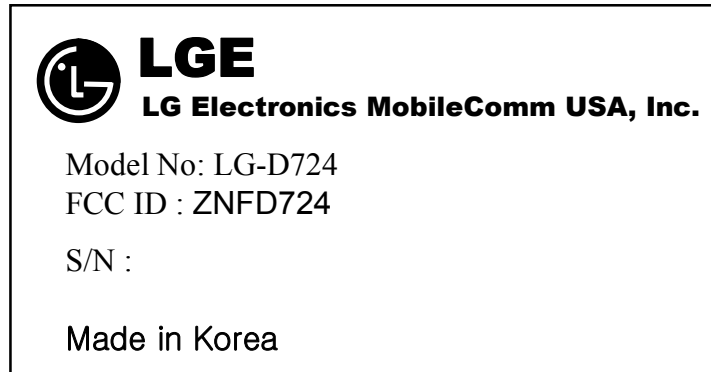 LGE
LG Electronics MobileComm USA, Inc.
Model No: LG-D724
FCC ID : ZNFD724
S/N :
Made in Korea